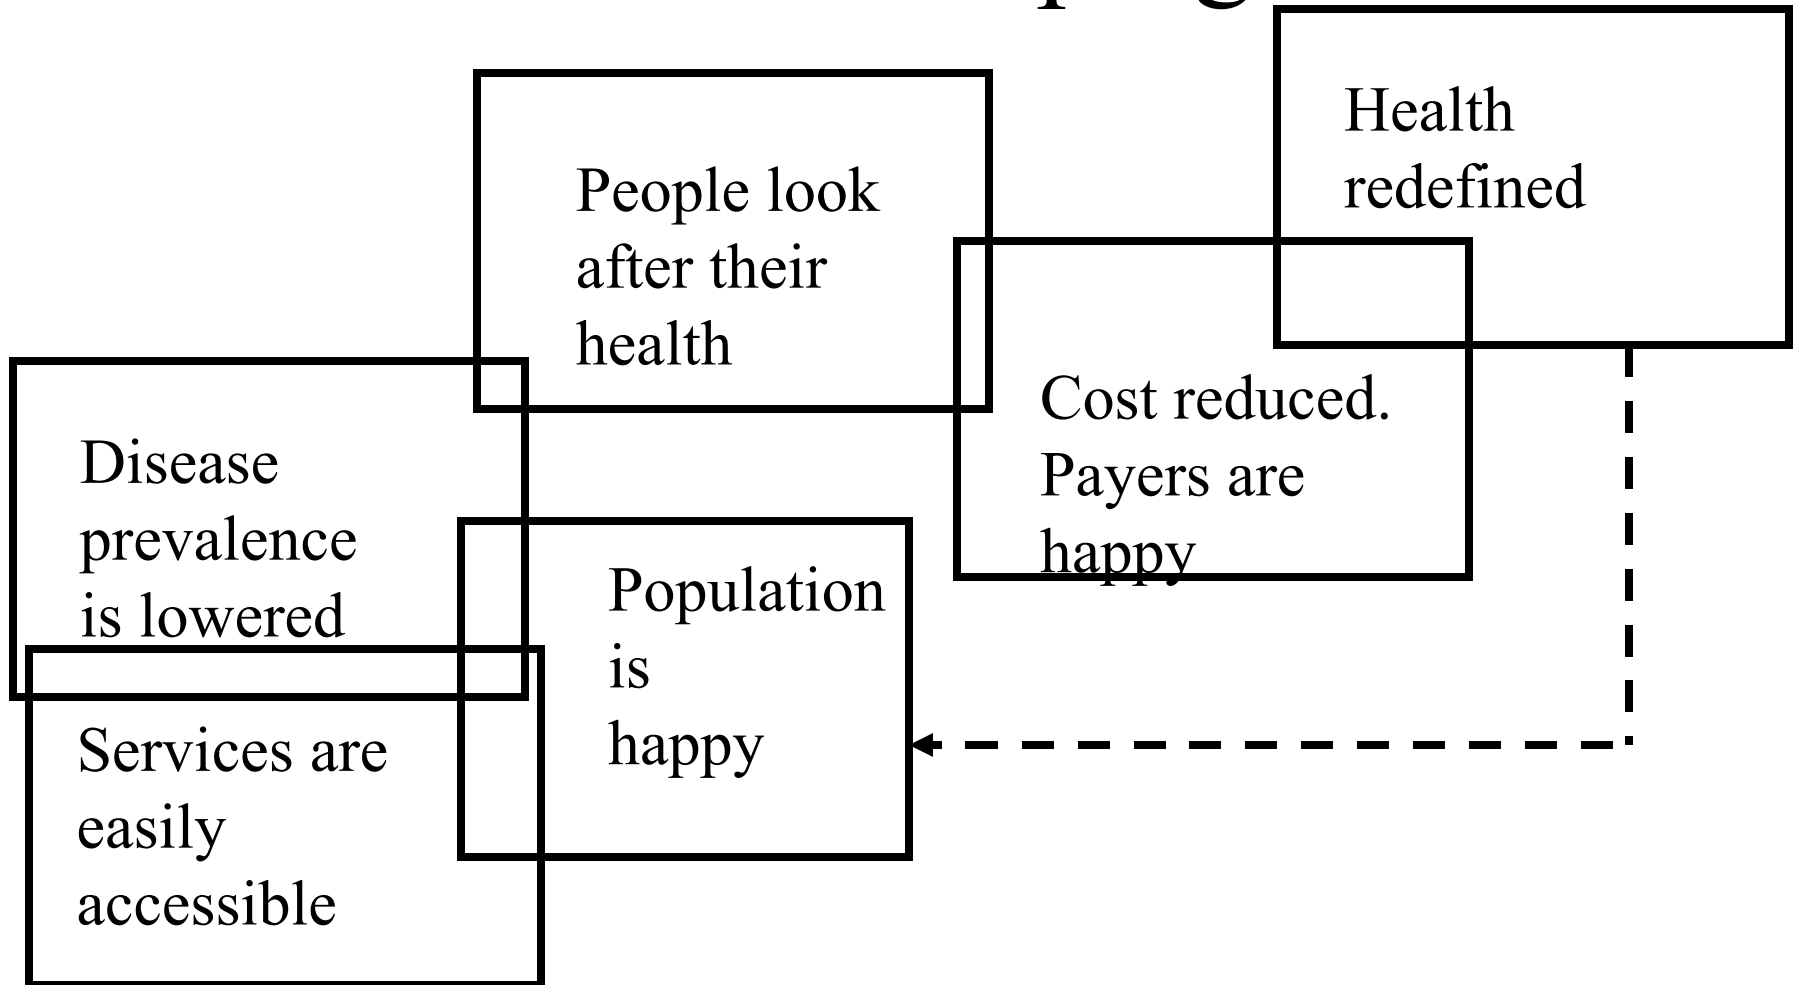 Health
redefined
People look
after their
health
Cost reduced.
Payers are
happy
Disease
prevalence
is lowered
Population
is
happy
Services are
easily
accessible